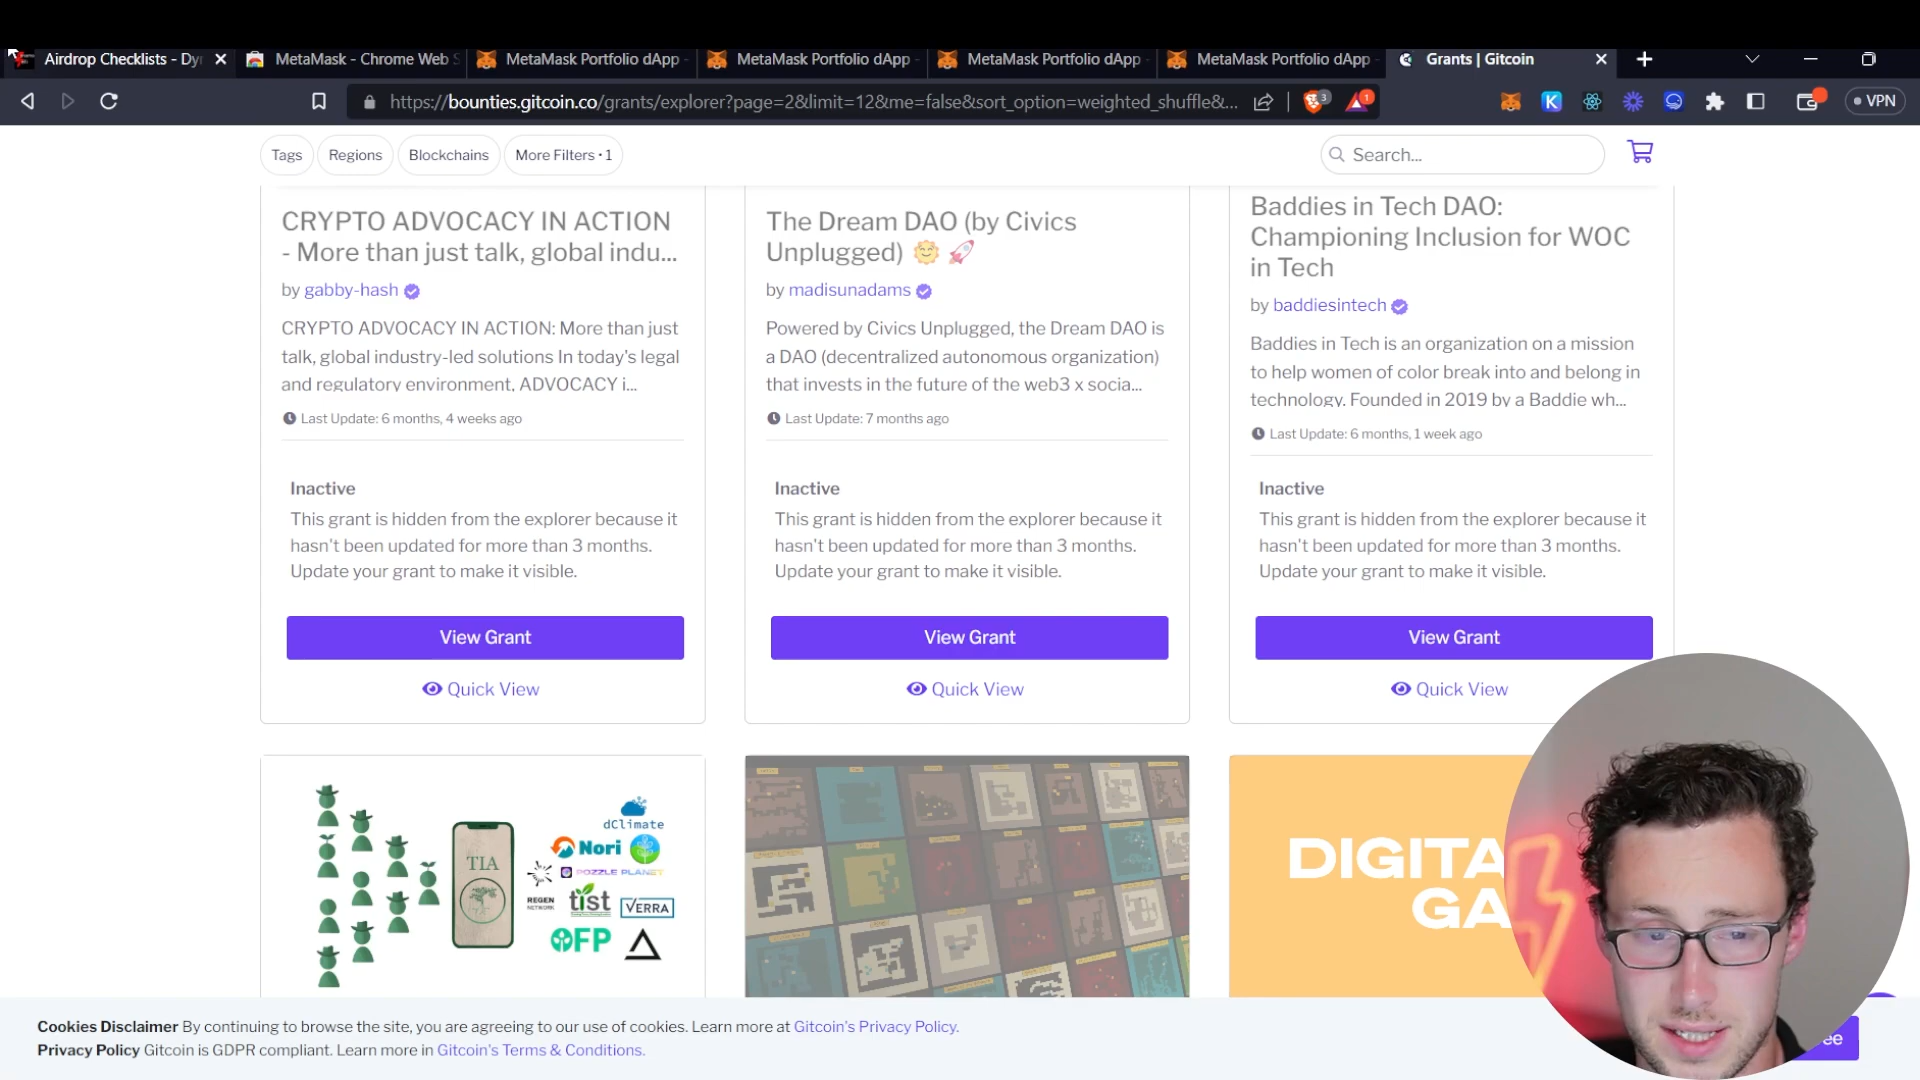 Airdrop Checklists - Dy
MetaMask - Chrome Web S
MetaMask Portfolio dApp
MetaMask Portfolio dApp
MetaMask Portfolio dApp
MetaMask Portfolio dApp
Grants | Gitcoin
https://bounties.gitcoin.co/grants/explorer?page=2&limit=12&me=false&sort_option=weighted_shuffle&...
3
1
K
VPN
Tags
Regions
Blockchains
More Filters • 1
Search...
CRYPTO ADVOCACY IN ACTION
- More than just talk, global indu...
by gabby-hash
CRYPTO ADVOCACY IN ACTION: More than just
talk, global industry-led solutions In today's legal
and regulatory environment, ADVOCACY i...
Last Update: 6 months, 4 weeks ago
Inactive
This grant is hidden from the explorer because it
hasn't been updated for more than 3 months.
Update your grant to make it visible.
View Grant
Quick View
The Dream DAO (by Civics
Unplugged) 🌞 🚀
by madisunadams
Powered by Civics Unplugged, the Dream DAO is
a DAO (decentralized autonomous organization)
that invests in the future of the web3 x socia...
Last Update: 7 months ago
Inactive
This grant is hidden from the explorer because it
hasn't been updated for more than 3 months.
Update your grant to make it visible.
View Grant
Quick View
Baddies in Tech DAO:
Championing Inclusion for WOC
in Tech
by baddiesintech
Baddies in Tech is an organization on a mission
to help women of color break into and belong in
technology. Founded in 2019 by a Baddie wh...
Last Update: 6 months, 1 week ago
Inactive
This grant is hidden from the explorer because it
hasn't been updated for more than 3 months.
Update your grant to make it visible.
View Grant
Quick View
TIA
dClimate
Nori
POZZLE PLANET
REGEN
NETWORK
tist
VERRA
OFP
DIGITA
GA
Cookies Disclaimer By continuing to browse the site, you are agreeing to our use of cookies. Learn more at Gitcoin's Privacy Policy.
Privacy Policy Gitcoin is GDPR compliant. Learn more in Gitcoin's Terms & Conditions.
ee